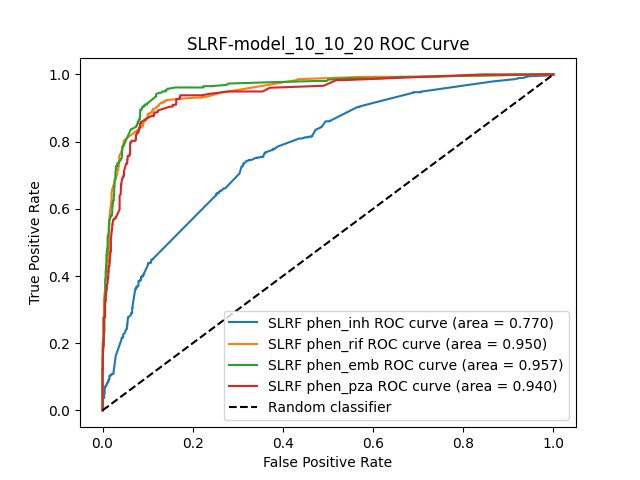 SLRF-model_10_10_20 ROC Curve
1.0
0.8
0.6
0.4
0.2
0.0
True Positive Rate
SLRF phen_inh ROC curve (area = 0.770)
SLRF phen_rif ROC curve (area = 0.950)
SLRF phen_emb ROC curve (area = 0.957)
SLRF phen_pza ROC curve (area = 0.940)
Random classifier
0.0 0.2 0.4 0.6 0.8 1.0
False Positive Rate